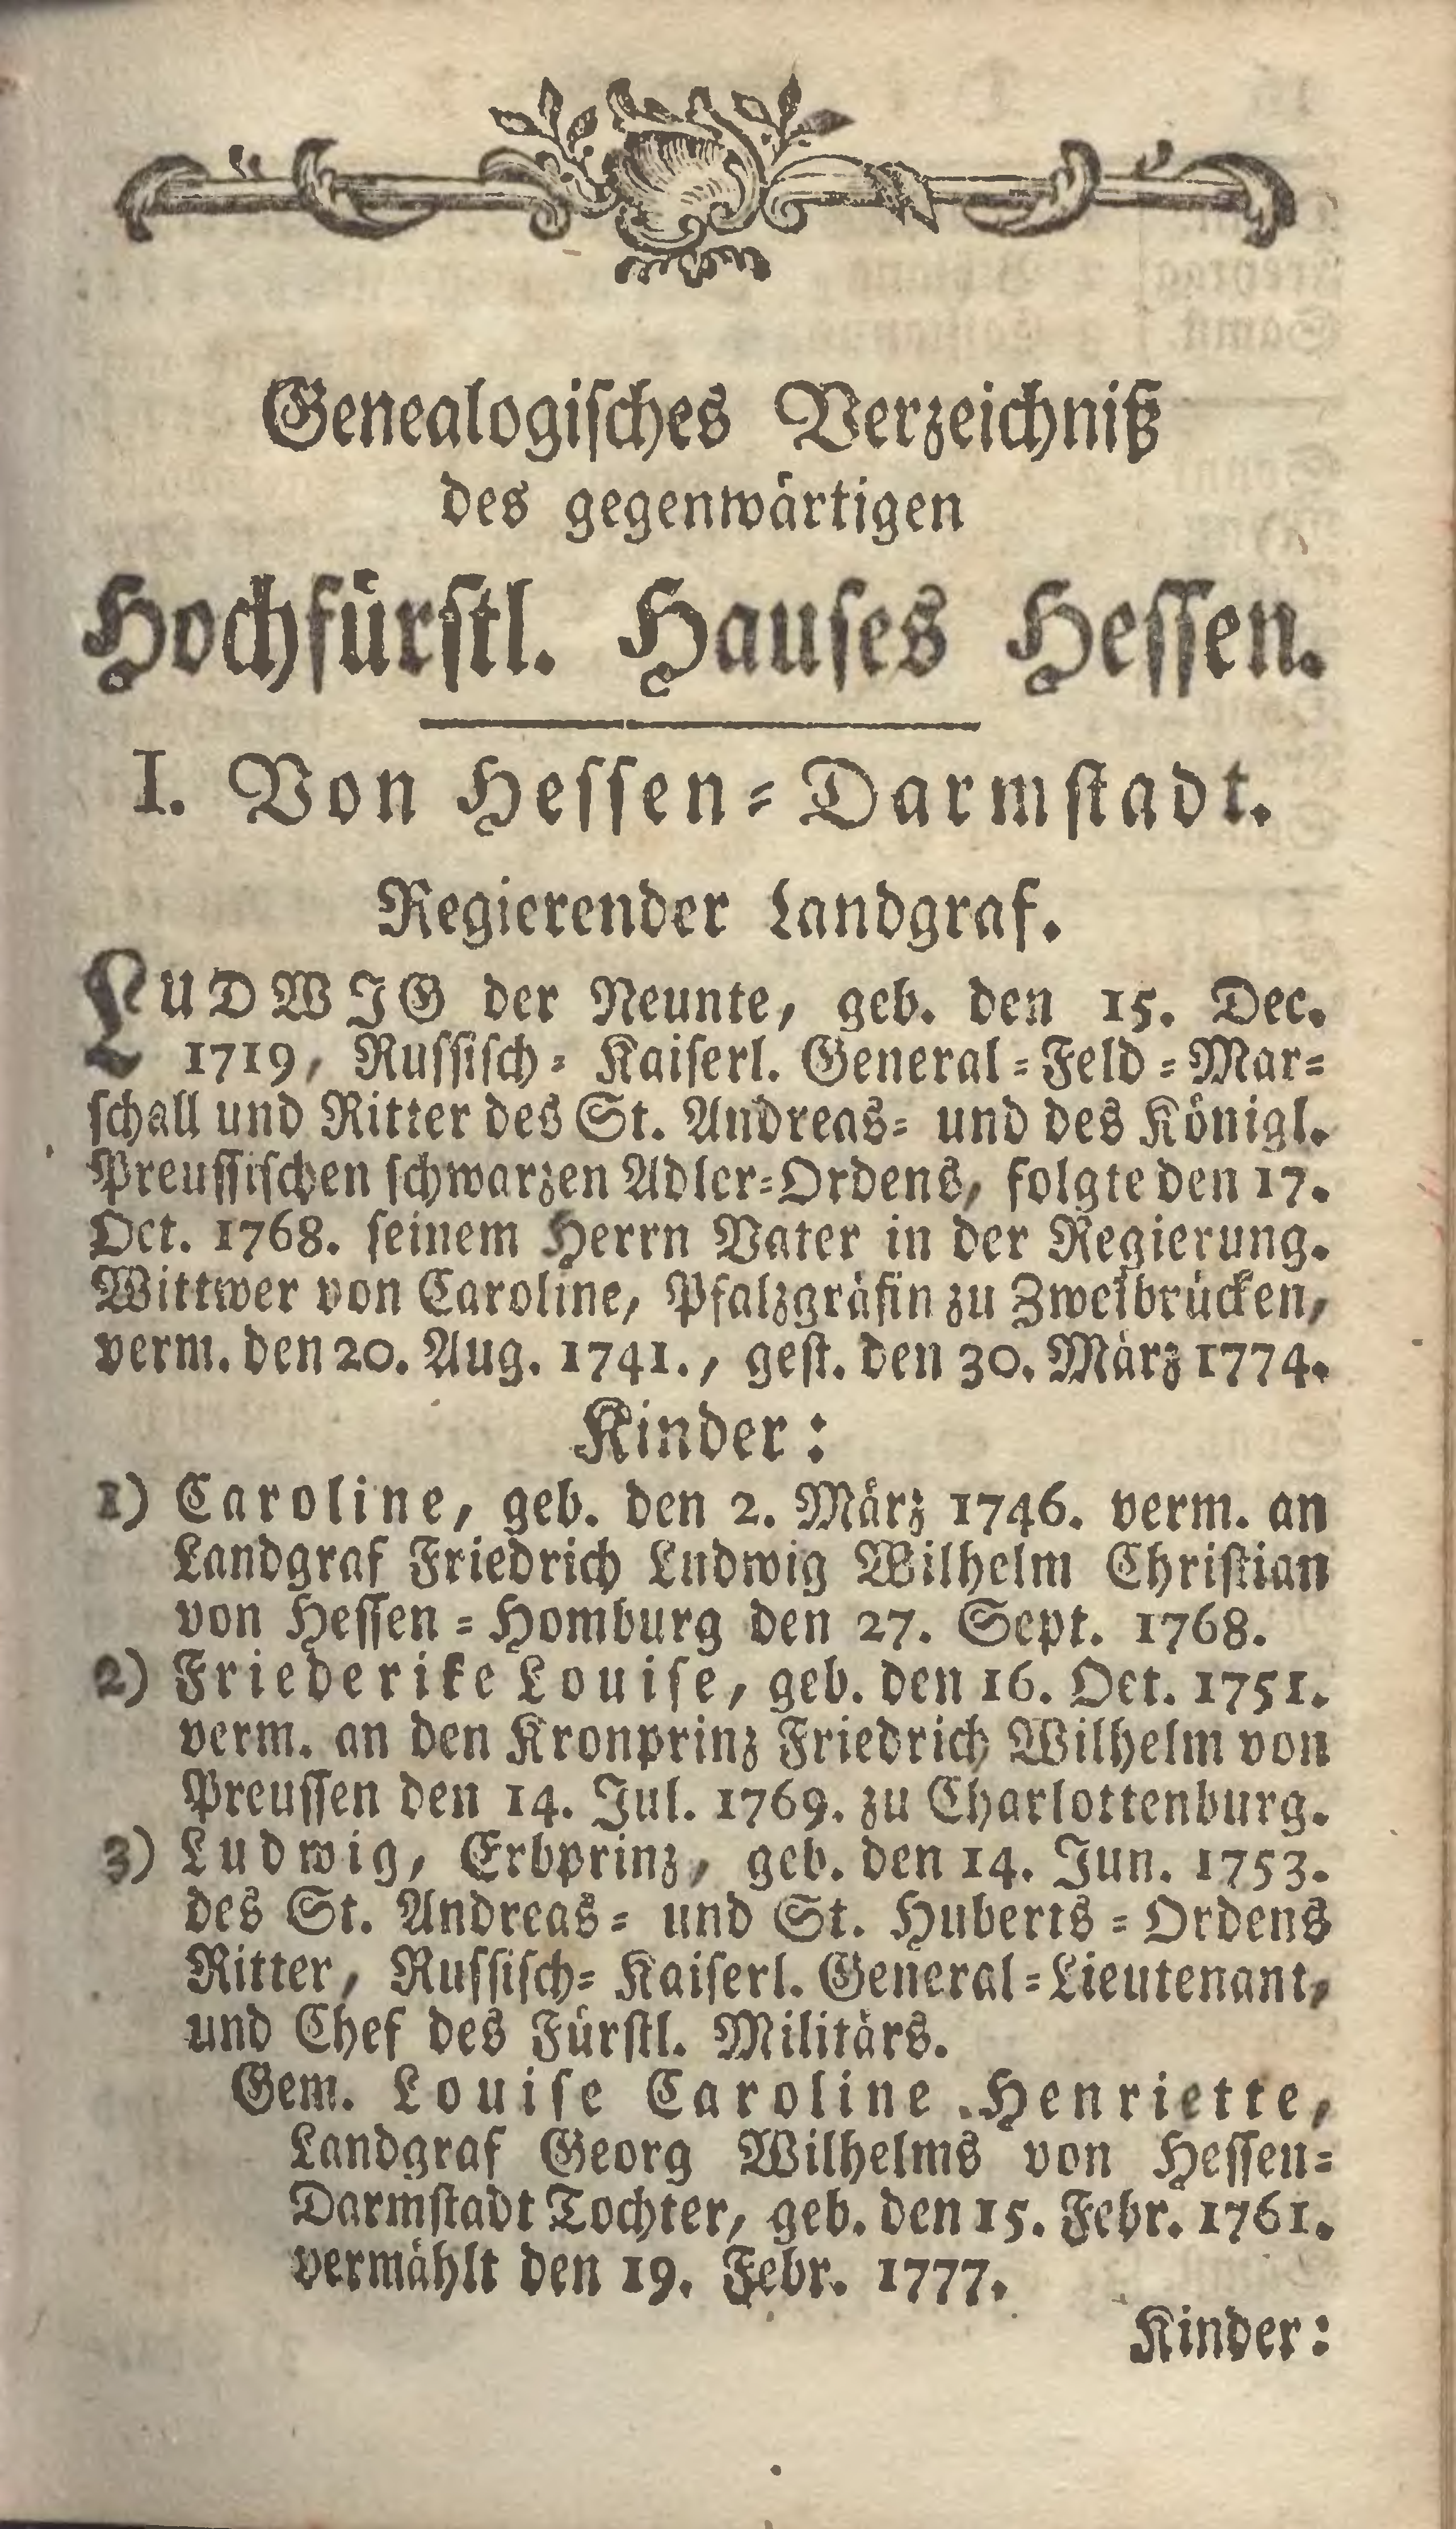 Genealogisches Verzeichniß
des gegenwärtigen
Hochfürstl. Hauses Hessen.
I. Von Hessen-Darmstadt.
Regierender Landgraf.
LUDWIG der Neunte, geb. den 15. Dec.
1719, Russisch- Kaiserl. General-Feld-Mar-
schall und Ritter des St. Andreas- und des Königl.
Preussischen schwarzen Adler-Ordens, folgte den 17.
Oct. 1768. seinem Herrn Vater in der Regierung.
Wittwer von Caroline, Pfalzgräfin zu Zweibrücken,
verm. den 20. Aug. 1741., gest. den 30. März 1774.
Kinder:
1) Caroline, geb. den 2. März 1746. verm. an
Landgraf Friedrich Ludwig Wilhelm Christian
von Hessen-Homburg den 27. Sept. 1768.
2) Friederike Louise, geb. den 16. Oct. 1751.
verm. an den Kronprinz Friedrich Wilhelm von
Preussen den 14. Jul. 1769. zu Charlottenburg.
3) Ludwig, Erbprinz, geb. den 14. Jun. 1753.
des St. Andreas- und St. Huberts-Ordens
Ritter, Russisch- Kaiserl. General-Lieutenant,
und Chef des Fürstl. Militärs.
Gem. Louise Caroline Henriette,
Landgraf Georg Wilhelms von Hessen-
Darmstadt Tochter, geb. den 15. Febr. 1761.
vermählt den 19. Febr. 1777.
Kinder: